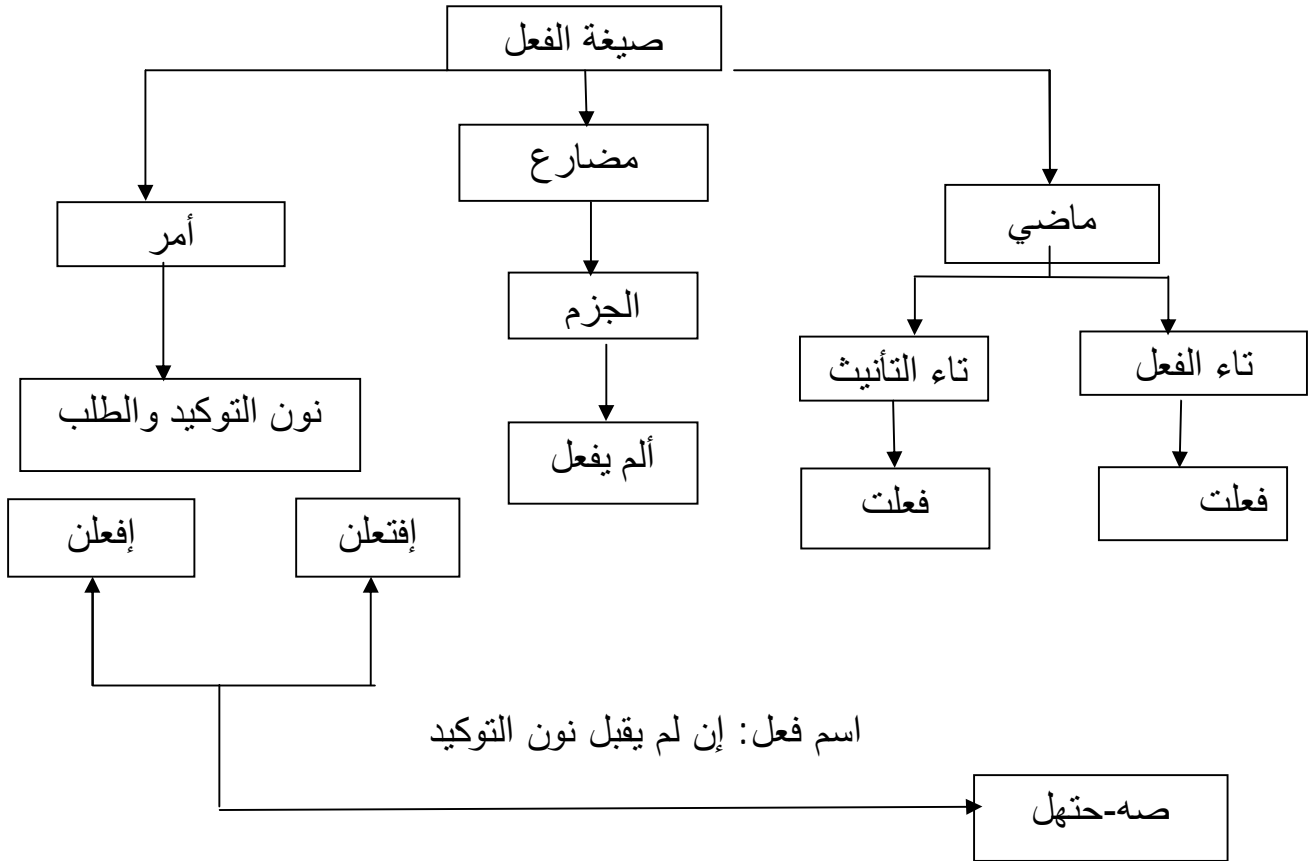 صيغة الفعل
مضارع
ماضي
أمر
الجزم
تاء الفعل
تاء التأنيث
نون التوكيد والطلب
ألم يفعل
فعلت
فعلت
إفتعلن
إفعلن
اسم فعل: إن لم يقبل نون التوكيد
صه-حتهل